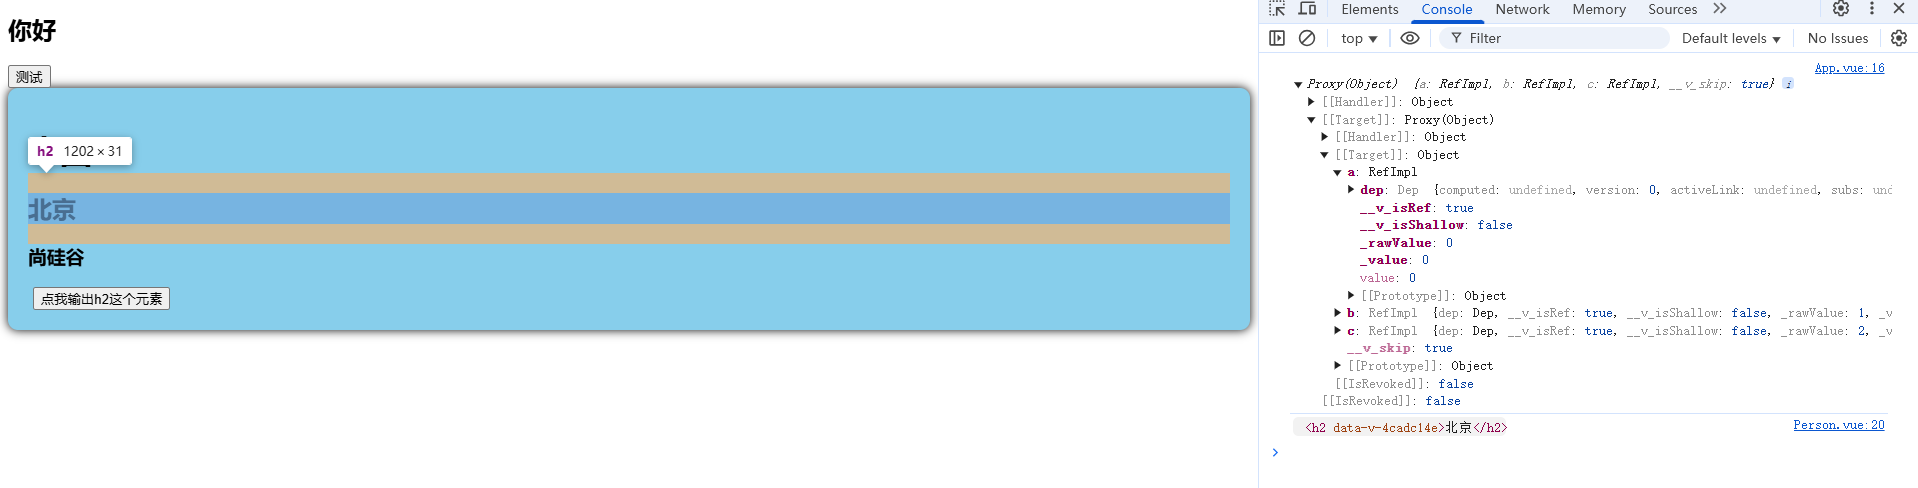 你好
测试
h2 1202 × 31
北京
尚硅谷
点我输出h2这个元素
Elements Console Network Memory Sources
top Filter Default levels No Issues
App.vue:16
Proxy(Object) {a: RefImpl, b: RefImpl, c: RefImpl, __v_skip: true} i
[[Handler]]: Object
[[Target]]: Proxy(Object)
[[Handler]]: Object
[[Target]]: Object
a: RefImpl
dep: Dep {computed: undefined, version: 0, activeLink: undefined, subs: und
__v_isRef: true
__v_isShallow: false
_rawValue: 0
_value: 0
value: 0
[[Prototype]]: Object
b: RefImpl {dep: Dep, __v_isRef: true, __v_isShallow: false, _rawValue: 1, _v
c: RefImpl {dep: Dep, __v_isRef: true, __v_isShallow: false, _rawValue: 2, _v
__v_skip: true
[[Prototype]]: Object
[[IsRevoked]]: false
[[IsRevoked]]: false
<h2 data-v-4cadc14e>北京</h2>
Person.vue:20